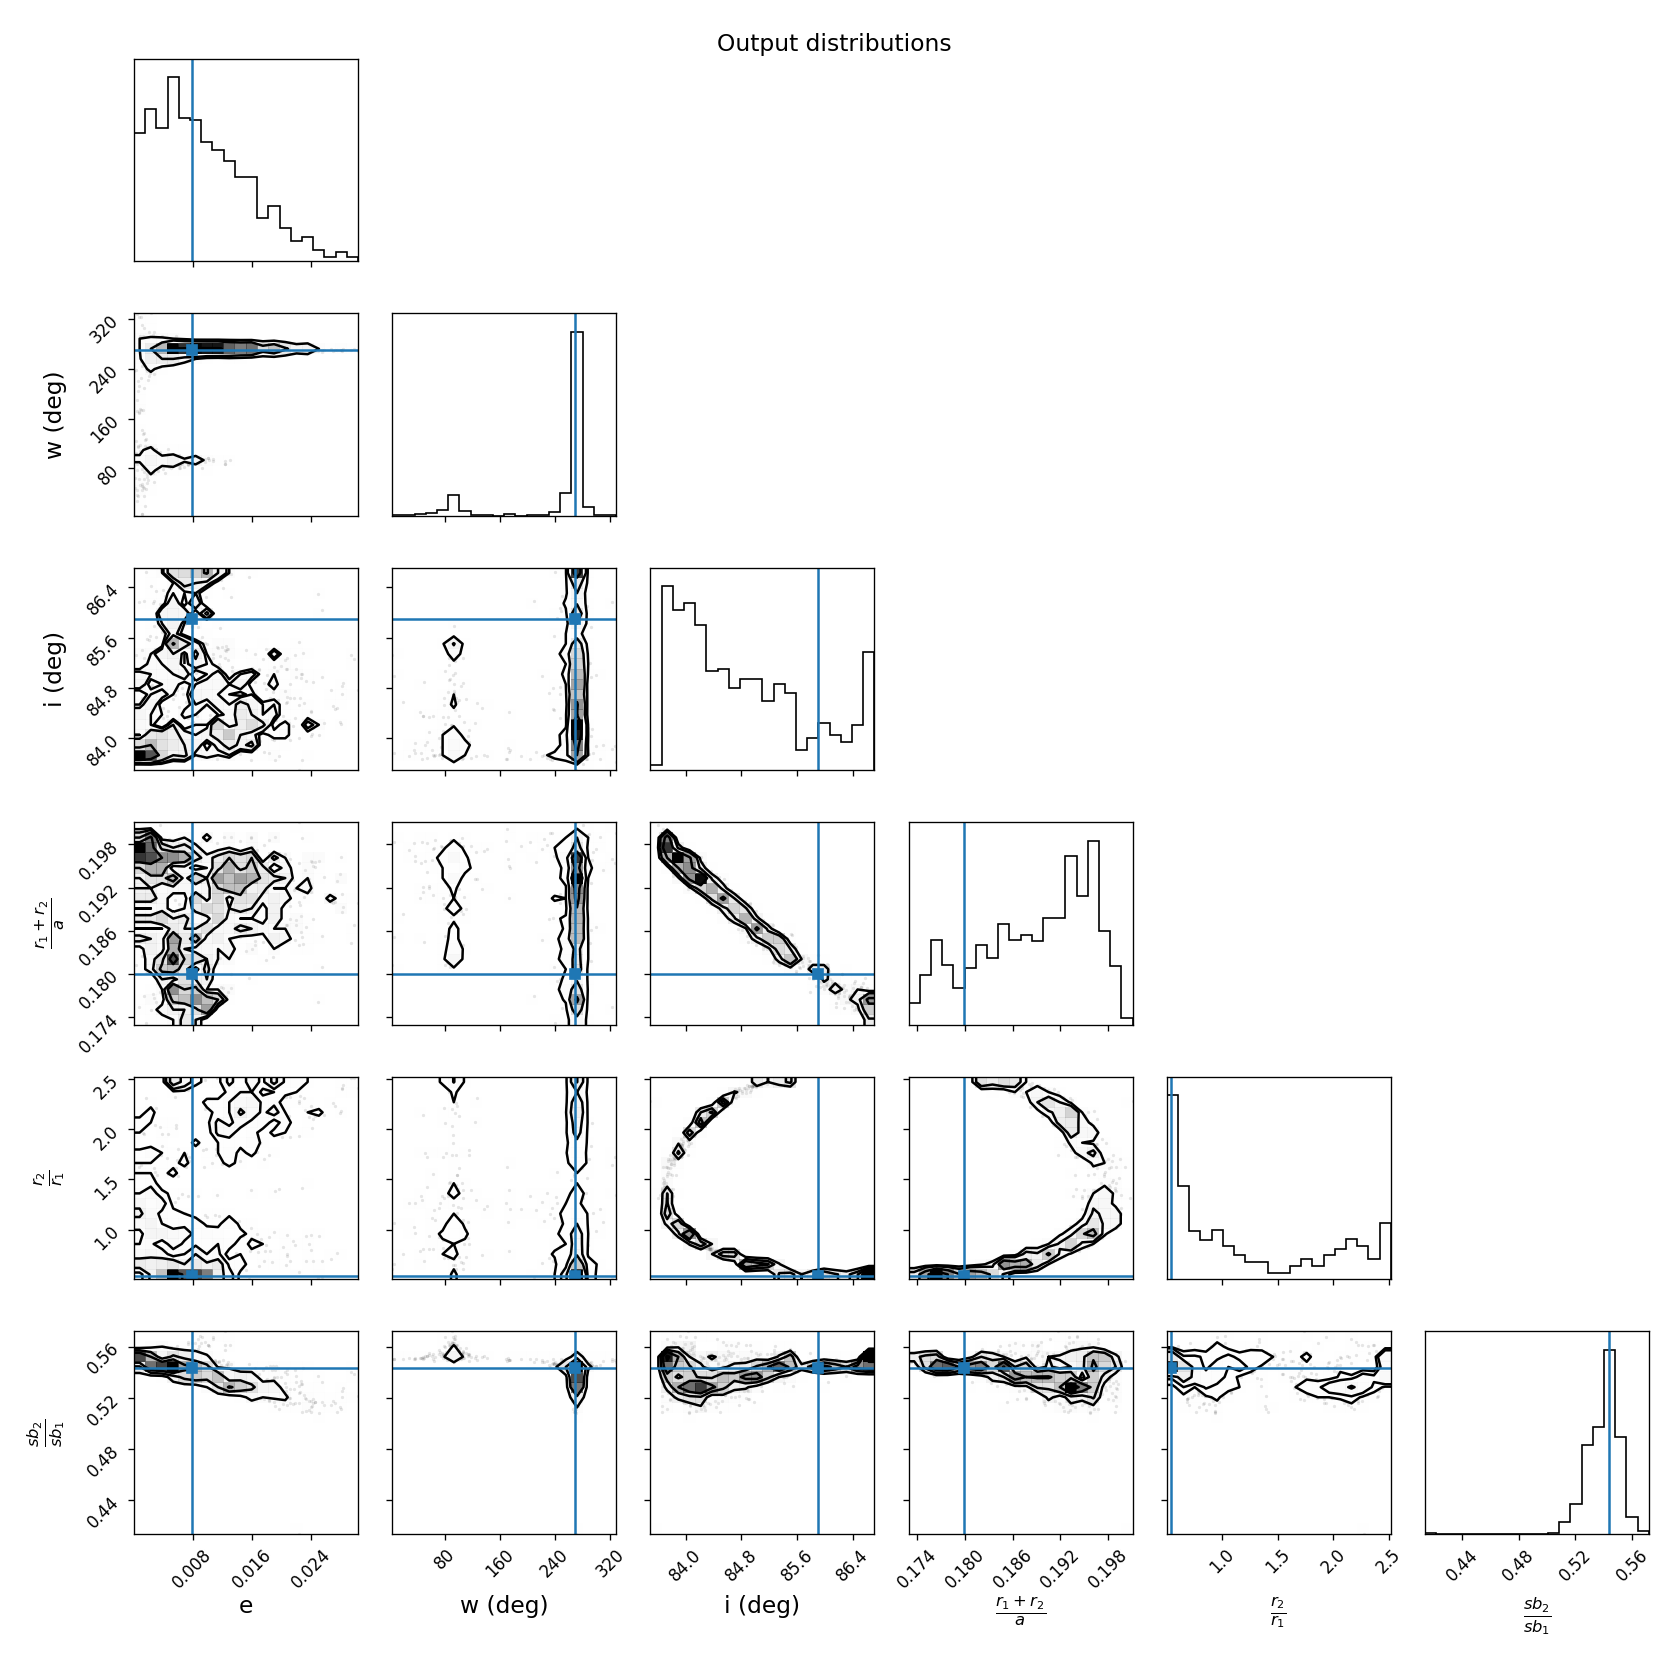 Output distributions
320
240
160
80
w (deg)
86.4
85.6
84.8
84.0
i (deg)
0.198
0.192
0.186
0.180
0.174
r₁ + r₂
a
2.5
2.0
1.5
1.0
r₂
r₁
0.56
0.52
0.48
0.44
sb₂
sb₁
0.008 0.016 0.024
80 160 240 320
84.0 84.8 85.6 86.4
0.174 0.180 0.186 0.192 0.198
1.0 1.5 2.0 2.5
0.44 0.48 0.52 0.56
e
w (deg)
i (deg)
r₁ + r₂
a
r₂
r₁
sb₂
sb₁